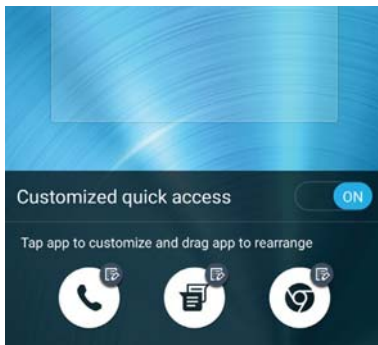 Customized quick access
ON
Tap app to customize and drag app to rearrange